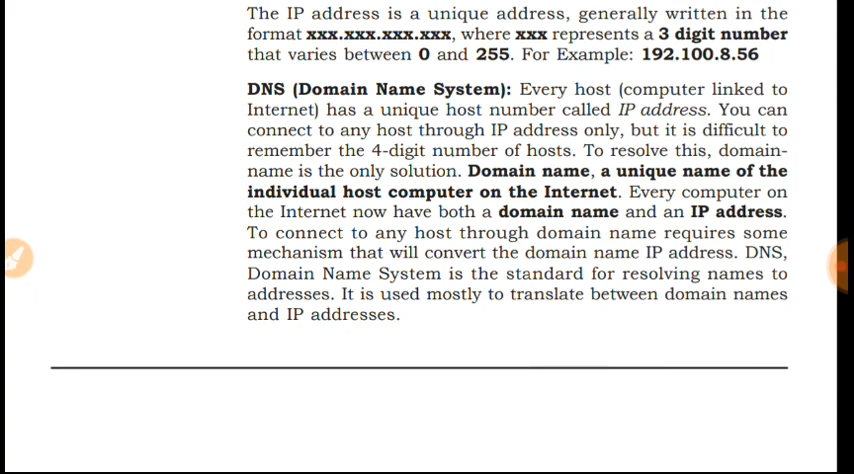 The IP address is a unique address, generally written in the
format xxx.xxx.xxx.xxx, where xxx represents a 3 digit number
that varies between 0 and 255. For Example: 192.100.8.56
DNS (Domain Name System): Every host (computer linked to
Internet) has a unique host number called IP address. You can
connect to any host through IP address only, but it is difficult to
remember the 4-digit number of hosts. To resolve this, domain-
name is the only solution. Domain name, a unique name of the
individual host computer on the Internet. Every computer on
the Internet now have both a domain name and an IP address.
To connect to any host through domain name requires some
mechanism that will convert the domain name IP address. DNS,
Domain Name System is the standard for resolving names to
addresses. It is used mostly to translate between domain names
and IP addresses.